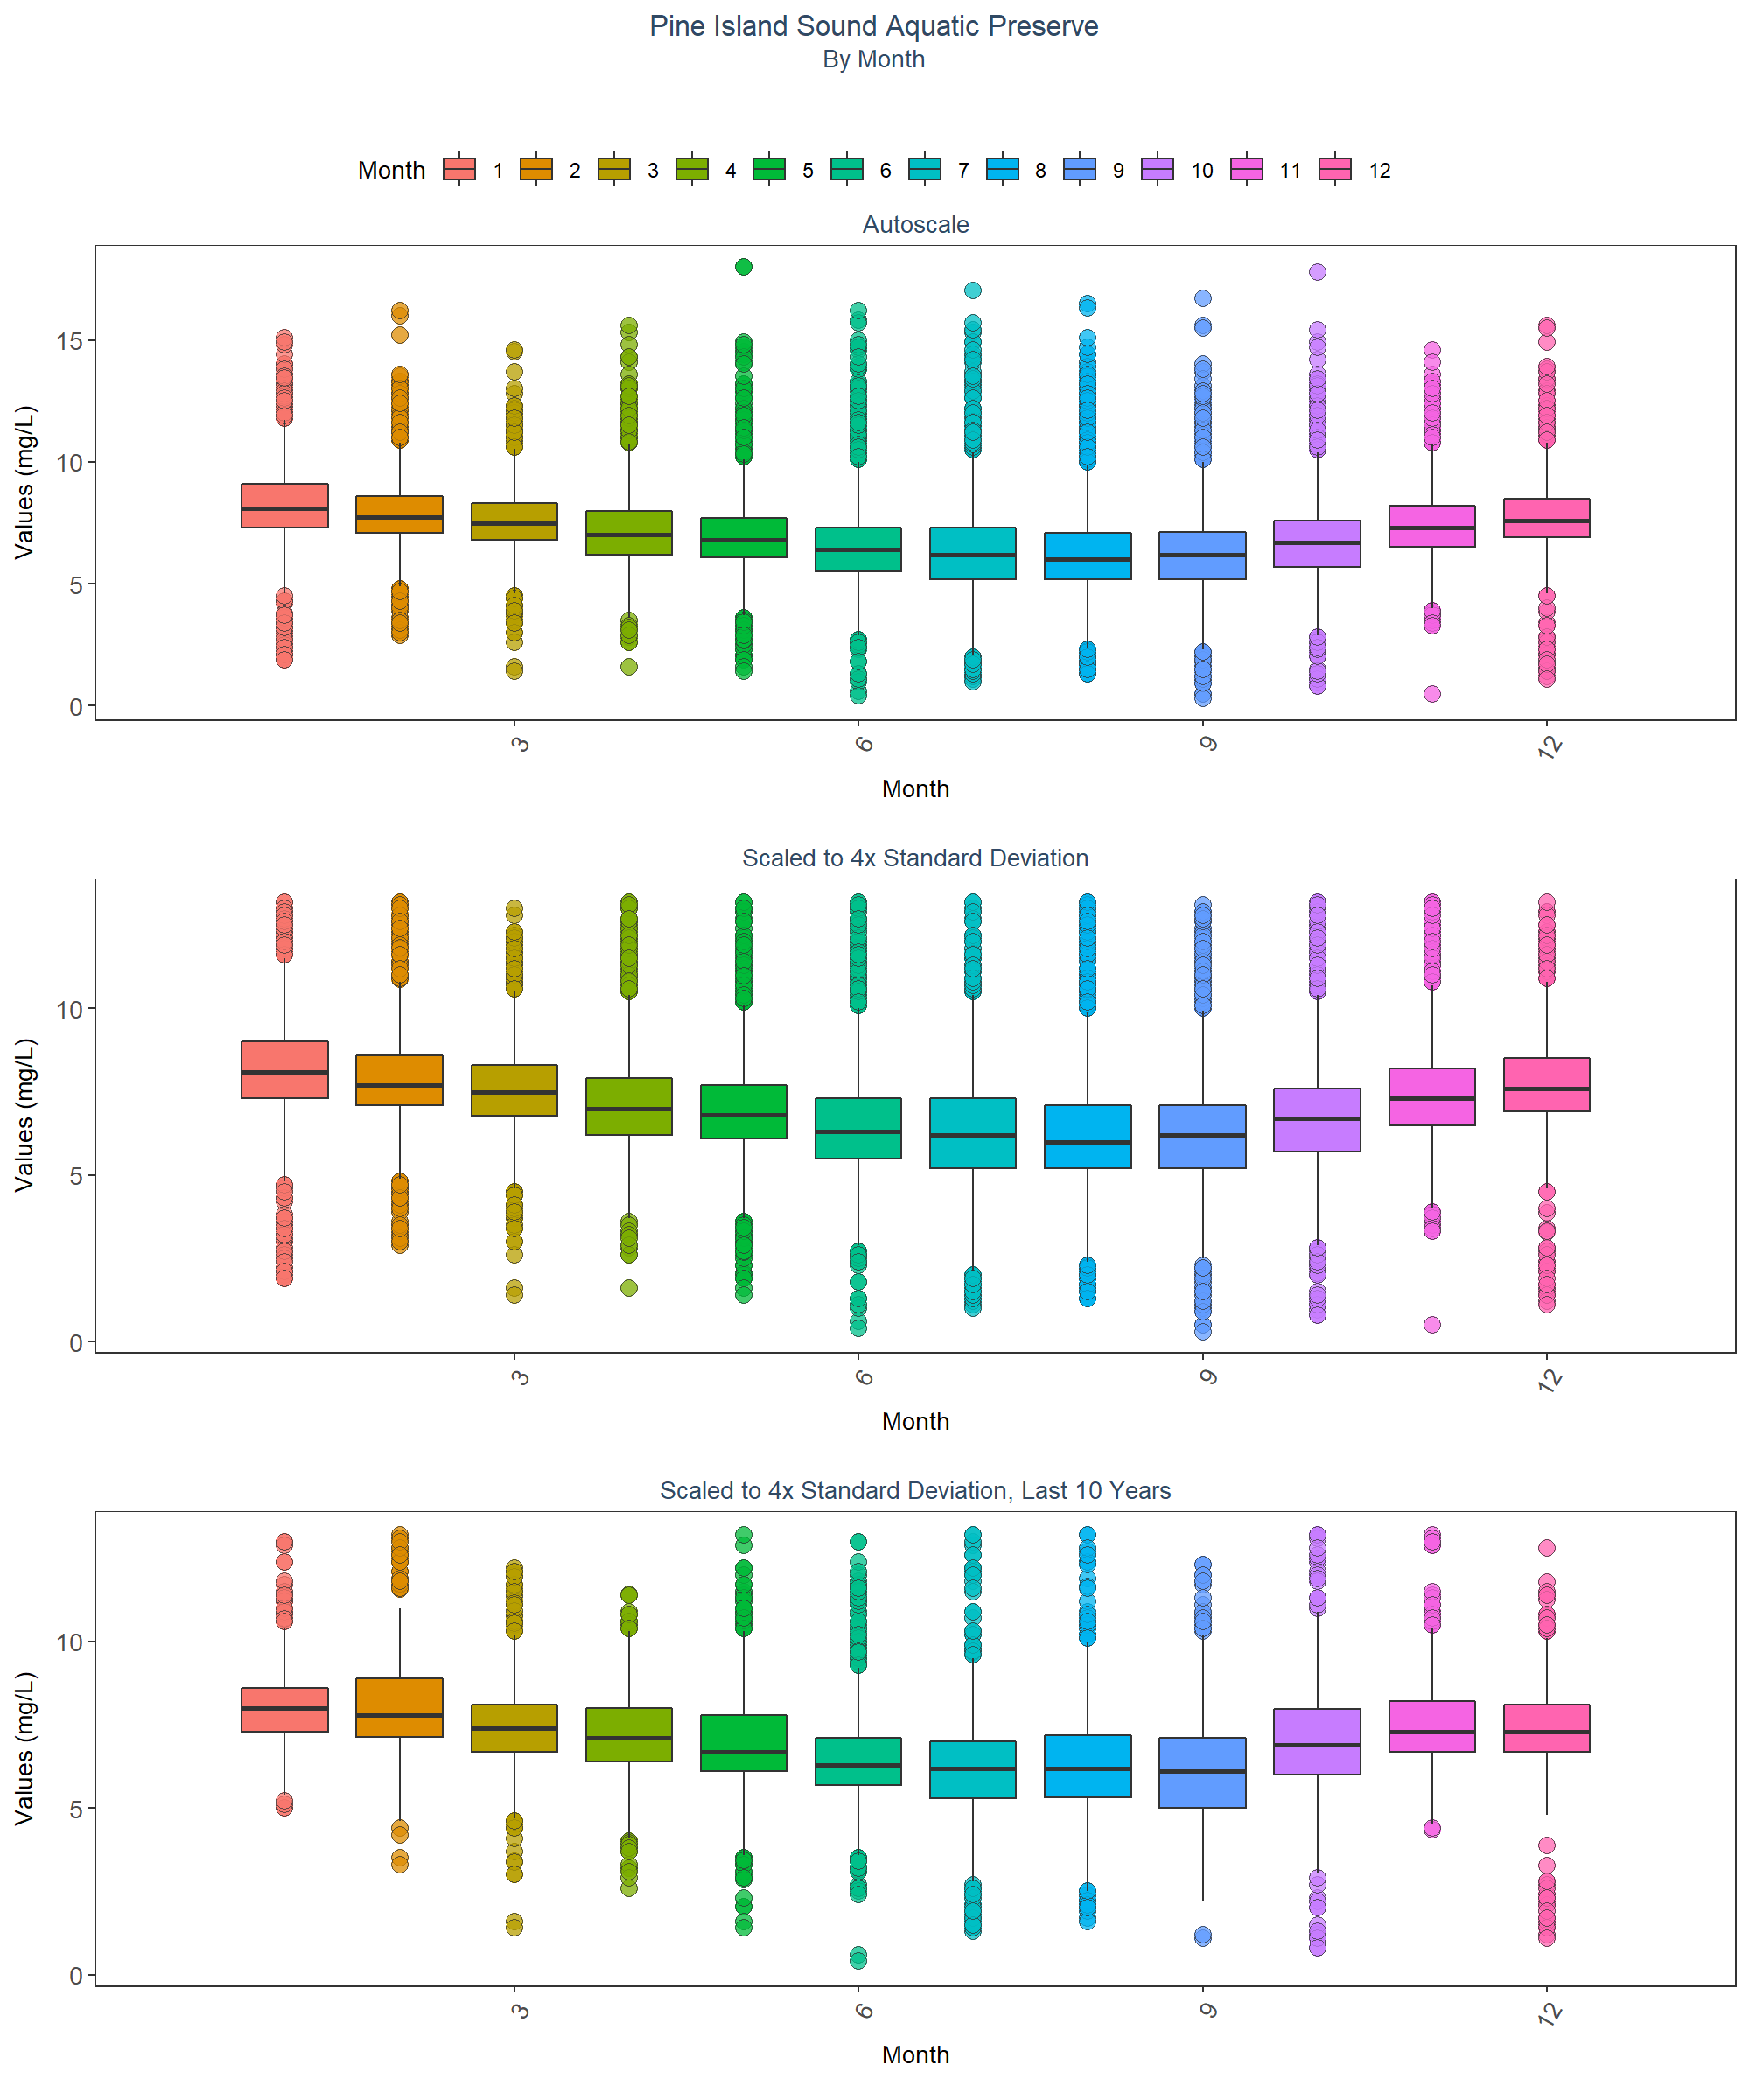 Pine Island Sound Aquatic Preserve
By Month
Month 1 2 3 4 5 6 7 8 9 10 11 12
Autoscale
Values (mg/L)
15
10
5
0
3 6 9 12
Month
Scaled to 4x Standard Deviation
Values (mg/L)
10
5
0
3 6 9 12
Month
Scaled to 4x Standard Deviation, Last 10 Years
Values (mg/L)
10
5
0
3 6 9 12
Month